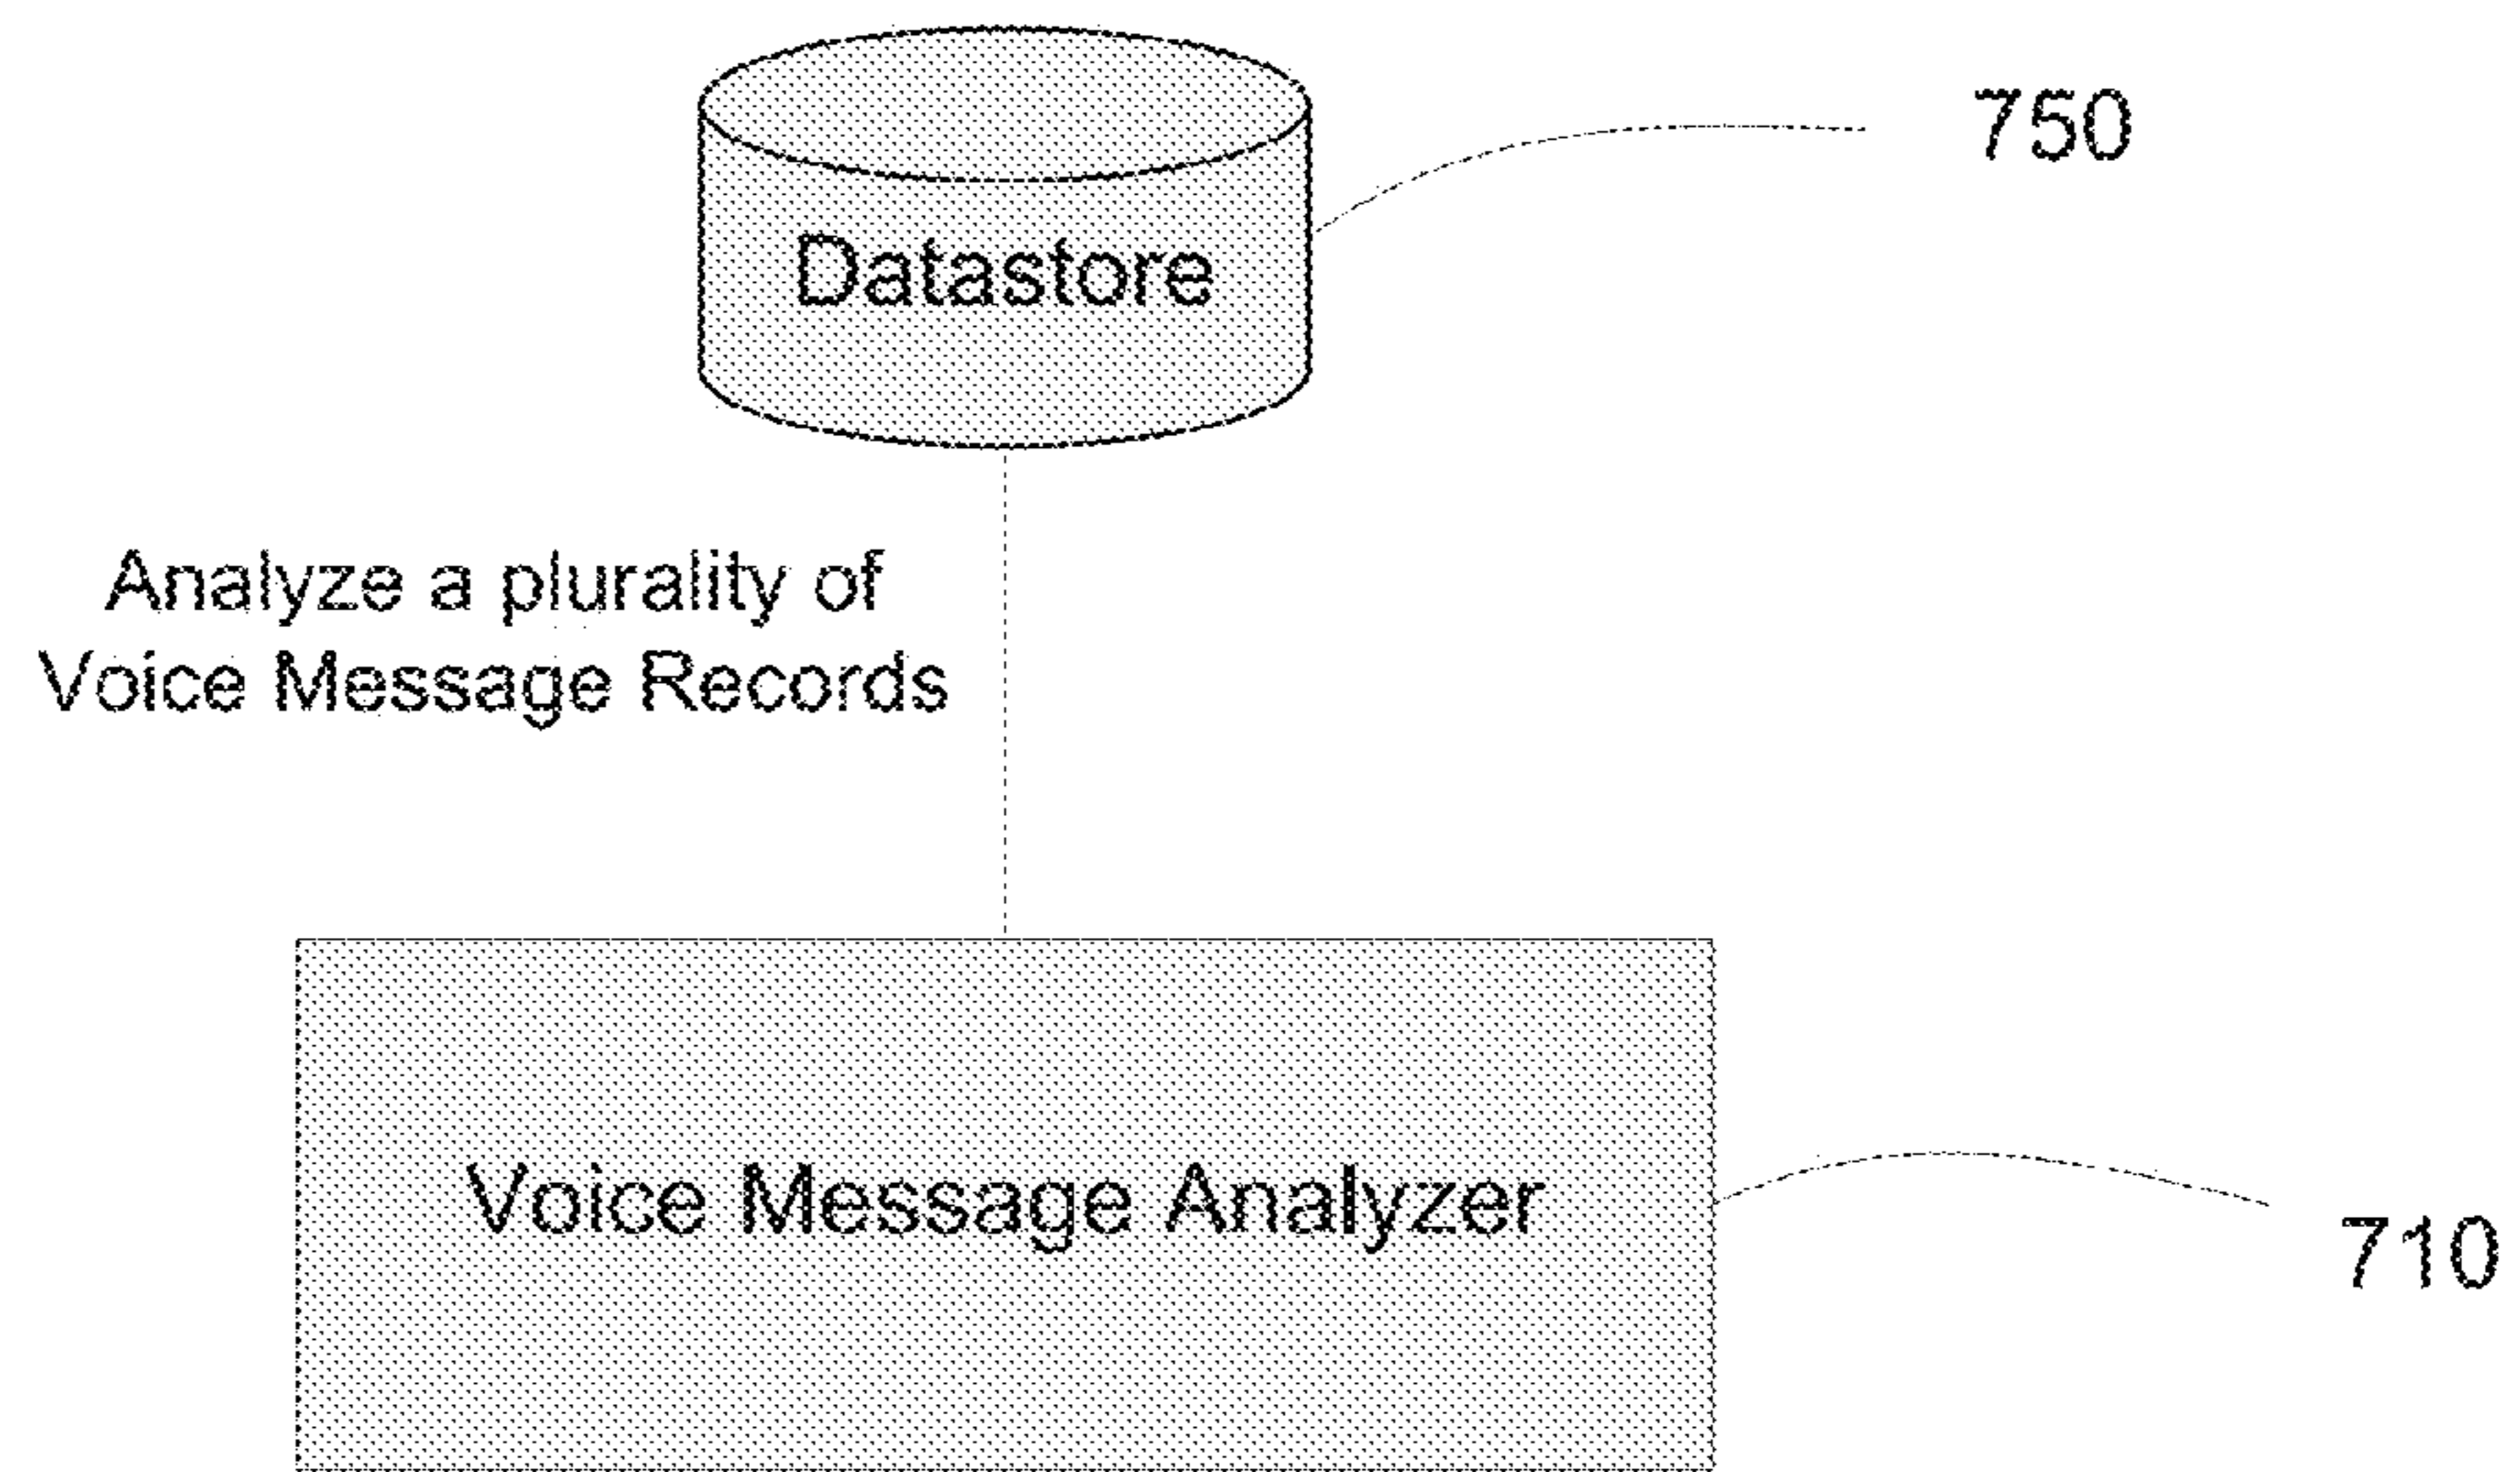 750
Datastore
Analyze a plurality of
Voice Message Records
Voice Message Analyzer
710